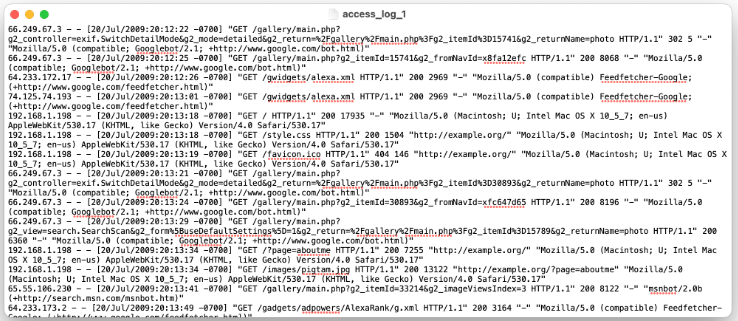 access_log_1
66.249.67.3 - - [20/Jul/2009:20:12:22 -0700] "GET /gallery/main.php?
g2_controller=exif.SwitchDetailMode&g2_mode=detailed&g2_return=%2Fgallery%2Fmain.php%3Fg2_itemId%3D15741&g2_returnName=photo HTTP/1.1" 302 5 "-"
"Mozilla/5.0 (compatible; Googlebot/2.1; +http://www.google.com/bot.html)"
66.249.67.3 - - [20/Jul/2009:20:12:25 -0700] "GET /gallery/main.php?g2_itemId=15741&g2_fromNavId=x8fa12efc HTTP/1.1" 200 8068 "-" "Mozilla/5.0
(compatible; Googlebot/2.1; +http://www.google.com/bot.html)"
64.233.172.17 - - [20/Jul/2009:20:12:26 -0700] "GET /gwidgets/alexa.xml HTTP/1.1" 200 2969 "-" "Mozilla/5.0 (compatible) Feedfetcher-Google;
(+http://www.google.com/feedfetcher.html)"
74.125.74.193 - - [20/Jul/2009:20:13:01 -0700] "GET /gwidgets/alexa.xml HTTP/1.1" 200 2969 "-" "Mozilla/5.0 (compatible) Feedfetcher-Google;
(+http://www.google.com/feedfetcher.html)"
192.168.1.198 - - [20/Jul/2009:20:13:18 -0700] "GET / HTTP/1.1" 200 17935 "-" "Mozilla/5.0 (Macintosh; U; Intel Mac OS X 10_5_7; en-us)
AppleWebKit/530.17 (KHTML, like Gecko) Version/4.0 Safari/530.17"
192.168.1.198 - - [20/Jul/2009:20:13:18 -0700] "GET /style.css HTTP/1.1" 200 1504 "http://example.org/" "Mozilla/5.0 (Macintosh; U; Intel Mac OS X
10_5_7; en-us) AppleWebKit/530.17 (KHTML, like Gecko) Version/4.0 Safari/530.17"
192.168.1.198 - - [20/Jul/2009:20:13:19 -0700] "GET /favicon.ico HTTP/1.1" 404 146 "http://example.org/" "Mozilla/5.0 (Macintosh; U; Intel Mac OS X
10_5_7; en-us) AppleWebKit/530.17 (KHTML, like Gecko) Version/4.0 Safari/530.17"
66.249.67.3 - - [20/Jul/2009:20:13:21 -0700] "GET /gallery/main.php?
g2_controller=exif.SwitchDetailMode&g2_mode=detailed&g2_return=%2Fgallery%2Fmain.php%3Fg2_itemId%3D30893&g2_returnName=photo HTTP/1.1" 302 5 "-"
"Mozilla/5.0 (compatible; Googlebot/2.1; +http://www.google.com/bot.html)"
66.249.67.3 - - [20/Jul/2009:20:13:24 -0700] "GET /gallery/main.php?g2_itemId=30893&g2_fromNavId=xfc647d65 HTTP/1.1" 200 8196 "-" "Mozilla/5.0
(compatible; Googlebot/2.1; +http://www.google.com/bot.html)"
66.249.67.3 - - [20/Jul/2009:20:13:29 -0700] "GET /gallery/main.php?
g2_view=search.SearchScan&g2_form%5BuseDefaultSettings%5D=1&g2_return=%2Fgallery%2Fmain.php%3Fg2_itemId%3D15789&g2_returnName=photo HTTP/1.1" 200
6360 "-" "Mozilla/5.0 (compatible; Googlebot/2.1; +http://www.google.com/bot.html)"
192.168.1.198 - - [20/Jul/2009:20:13:34 -0700] "GET /?page=aboutme HTTP/1.1" 200 7255 "http://example.org/" "Mozilla/5.0 (Macintosh; U; Intel Mac
OS X 10_5_7; en-us) AppleWebKit/530.17 (KHTML, like Gecko) Version/4.0 Safari/530.17"
192.168.1.198 - - [20/Jul/2009:20:13:34 -0700] "GET /images/pigtam.jpg HTTP/1.1" 200 13122 "http://example.org/?page=aboutme" "Mozilla/5.0
(Macintosh; U; Intel Mac OS X 10_5_7; en-us) AppleWebKit/530.17 (KHTML, like Gecko) Version/4.0 Safari/530.17"
65.55.106.230 - - [20/Jul/2009:20:13:41 -0700] "GET /gallery/main.php?g2_itemId=33214&g2_imageViewsIndex=3 HTTP/1.1" 200 8122 "-" "msnbot/2.0b
(+http://search.msn.com/msnbot.htm)"
64.233.173.2 - - [20/Jul/2009:20:13:49 -0700] "GET /gadgets/adpowers/AlexaRank/g.xml HTTP/1.1" 200 3164 "-" "Mozilla/5.0 (compatible) Feedfetcher-